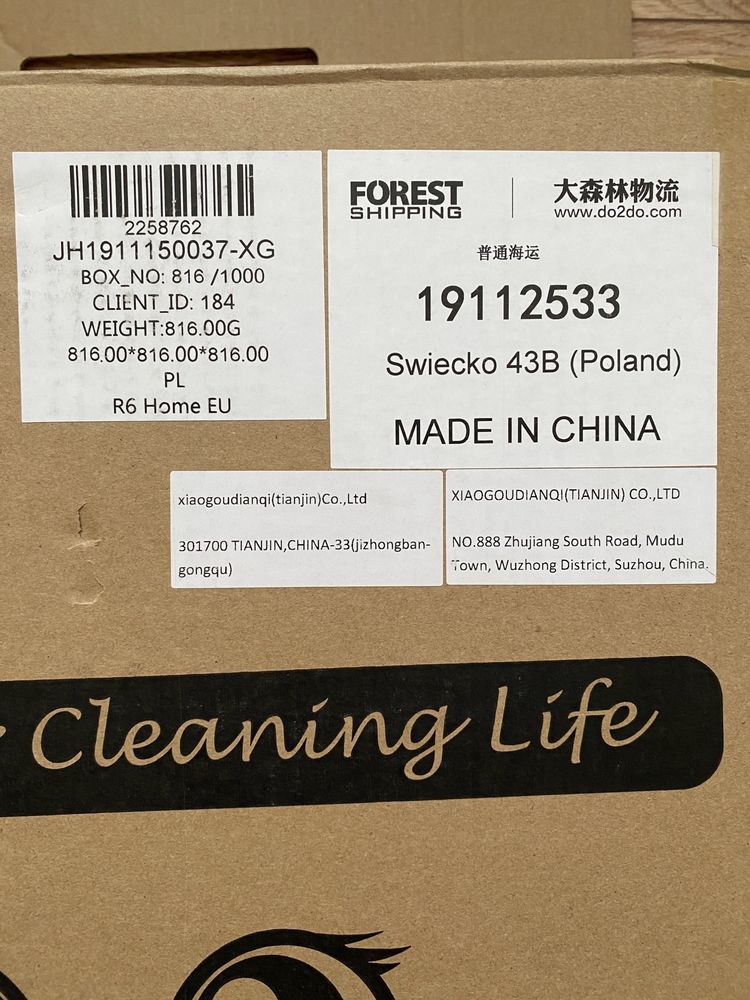 2258762
JH1911150037-XG
BOX_NO: 816 /1000
CLIENT_ID: 184
WEIGHT:816.00G
816.00*816.00*816.00
PL
R6 Home EU
FOREST
SHIPPING
大森林物流
www.do2do.com
普通海运
19112533
Swiecko 43B (Poland)
MADE IN CHINA
xiaogoudianqi(tianjin)Co.,Ltd
301700 TIANJIN,CHINA-33(jizhongban-
gongqu)
XIAOGOUDIANQI(TIANJIN) CO.,LTD
NO.888 Zhujiang South Road, Mudu
Town, Wuzhong District, Suzhou, China.
Cleaning Life